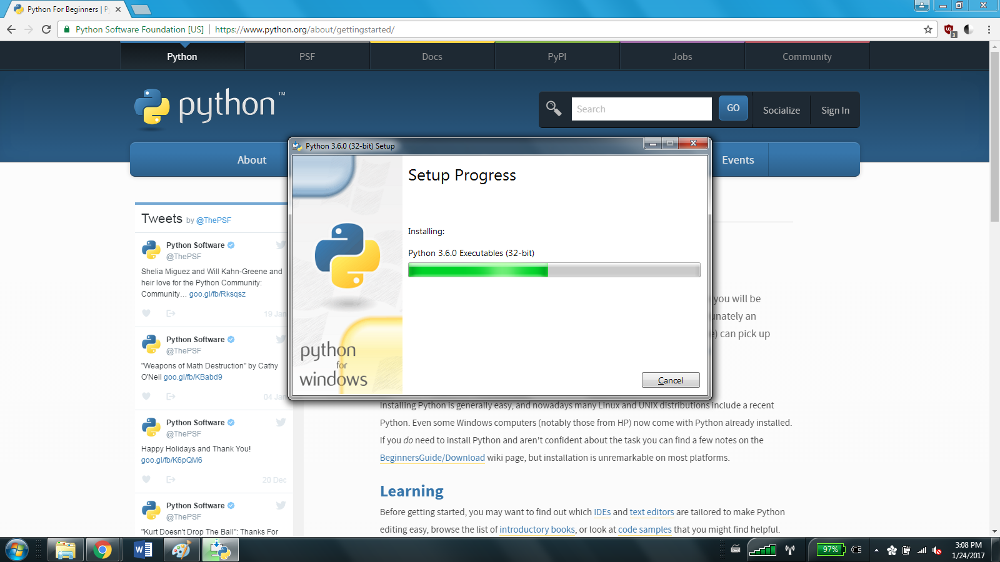 Python For Beginners | Py
Python Software Foundation [US]
https://www.python.org/about/gettingstarted/
3
Python
PSF
Docs
PyPI
Jobs
Community
python™
Search
GO
Socialize
Sign In
About
Events
Python 3.6.0 (32-bit) Setup
Setup Progress
Installing:
Python 3.6.0 Executables (32-bit)
python
for
windows
Cancel
Tweets by @ThePSF
Python Software
@ThePSF
Shelia Miguez and Will Kahn-Greene and
heir love for the Python Community:
Community… goo.gl/fb/Rksqsz
19 Jan
Python Software
@ThePSF
"Weapons of Math Destruction" by Cathy
O'Neil goo.gl/fb/KBabd9
04 Jan
Python Software
@ThePSF
Happy Holidays and Thank You!
goo.gl/fb/K6pQM6
20 Dec
Python Software
@ThePSF
"Kurt Doesn't Drop The Ball": Thanks For
you will be
unately an
e) can pick up
Installing Python is generally easy, and nowadays many Linux and UNIX distributions include a recent
Python. Even some Windows computers (notably those from HP) now come with Python already installed.
If you do need to install Python and aren't confident about the task you can find a few notes on the
BeginnersGuide/Download wiki page, but installation is unremarkable on most platforms.
Learning
Before getting started, you may want to find out which IDEs and text editors are tailored to make Python
editing easy, browse the list of introductory books, or look at code samples that you might find helpful.
97%
3:08 PM
1/24/2017